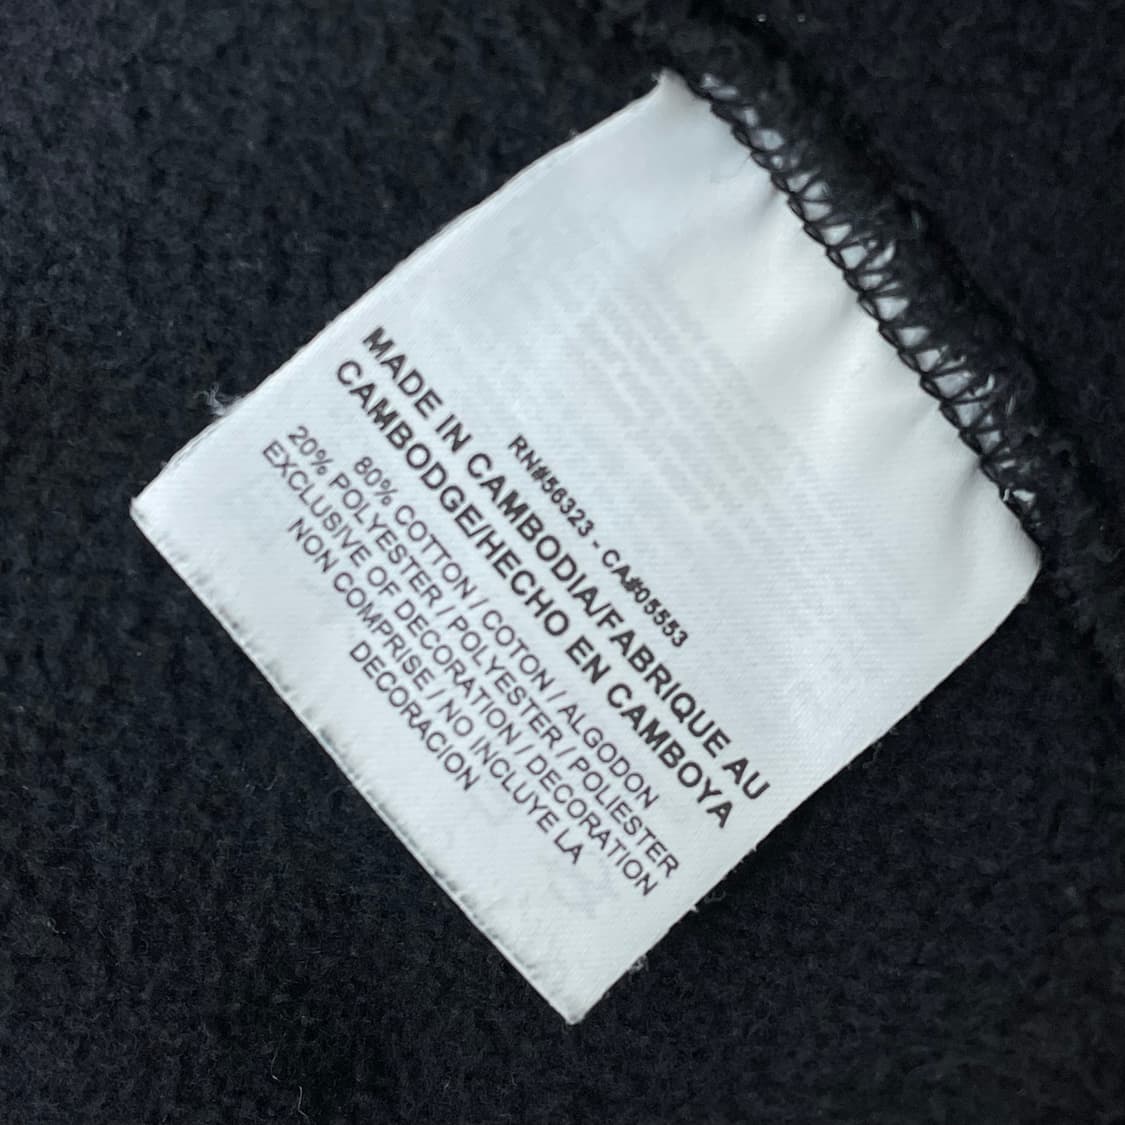 RN#56323 - CA#05553
MADE IN CAMBODIA/FABRIQUE AU
CAMBODGE/HECHO EN CAMBOYA
80% COTTON / COTON / ALGODON
20% POLYESTER / POLYESTER / POLIESTER
EXCLUSIVE OF DECORATION / DECORATION
NON COMPRISE / NO INCLUYE LA
DECORACION